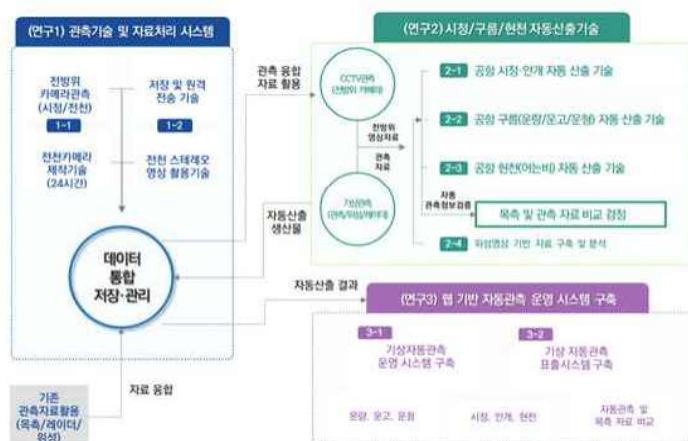 (연구1) 관측기술 및 자료처리 시스템
전방위
카메라관측
(시정/전천)
1-1
전천카메라
제작기술
(24시간)
저장 및 원격
전송 기술
1-2
전천 스테레오
영상 활용기술
데이터
통합
저장·관리
기존
관측자료활용
(목측/레이더/
위성)
자료 융합
관측 융합
자료 활용
자동산출
생산물
자동산출 결과
(연구2) 시정/구름/현천 자동산출기술
CCTV관측
(전방위 카메라)
전방위
영상자료
관측
자료
기상관측
(관측/위성/레이더)
2-1 공항 시정·안개 자동 산출 기술
2-2 공항 구름(운량/운고/운형) 자동 산출 기술
2-3 공항 현천(어는비) 자동 산출 기술
자동
관측정보검증
목측 및 관측 자료 비교 검정
2-4 위성영상 기반 자료 구축 및 분석
(연구3) 웹 기반 자동관측 운영 시스템 구축
3-1
기상자동관측
운영 시스템 구축
3-2
기상 자동관측
표출시스템 구축
운량, 운고, 운형
시정, 안개, 현천
자동관측 및
목측 자료 비교